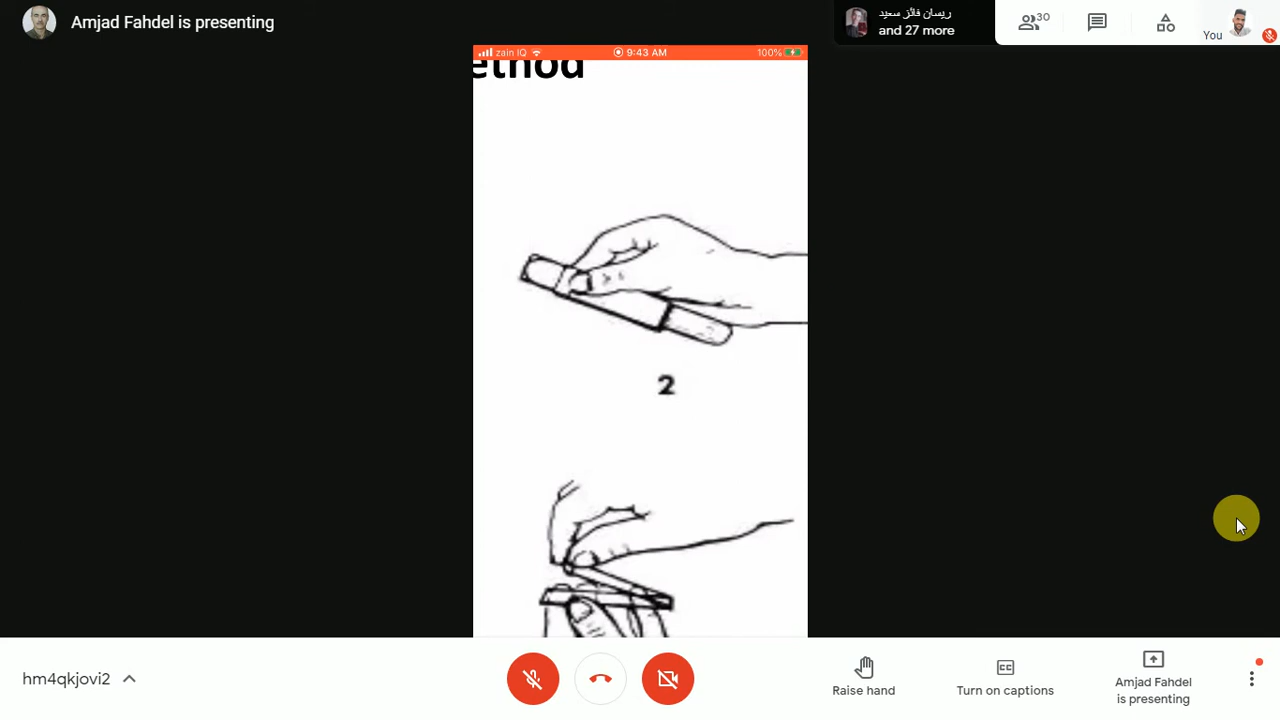 Amjad Fahdel is presenting
ريسان فائز سعيد
and 27 more
30
You
zain IQ
9:43 AM
100%
ethod
2
hm4qkjovi2
Raise hand
CC
Turn on captions
Amjad Fahdel
is presenting